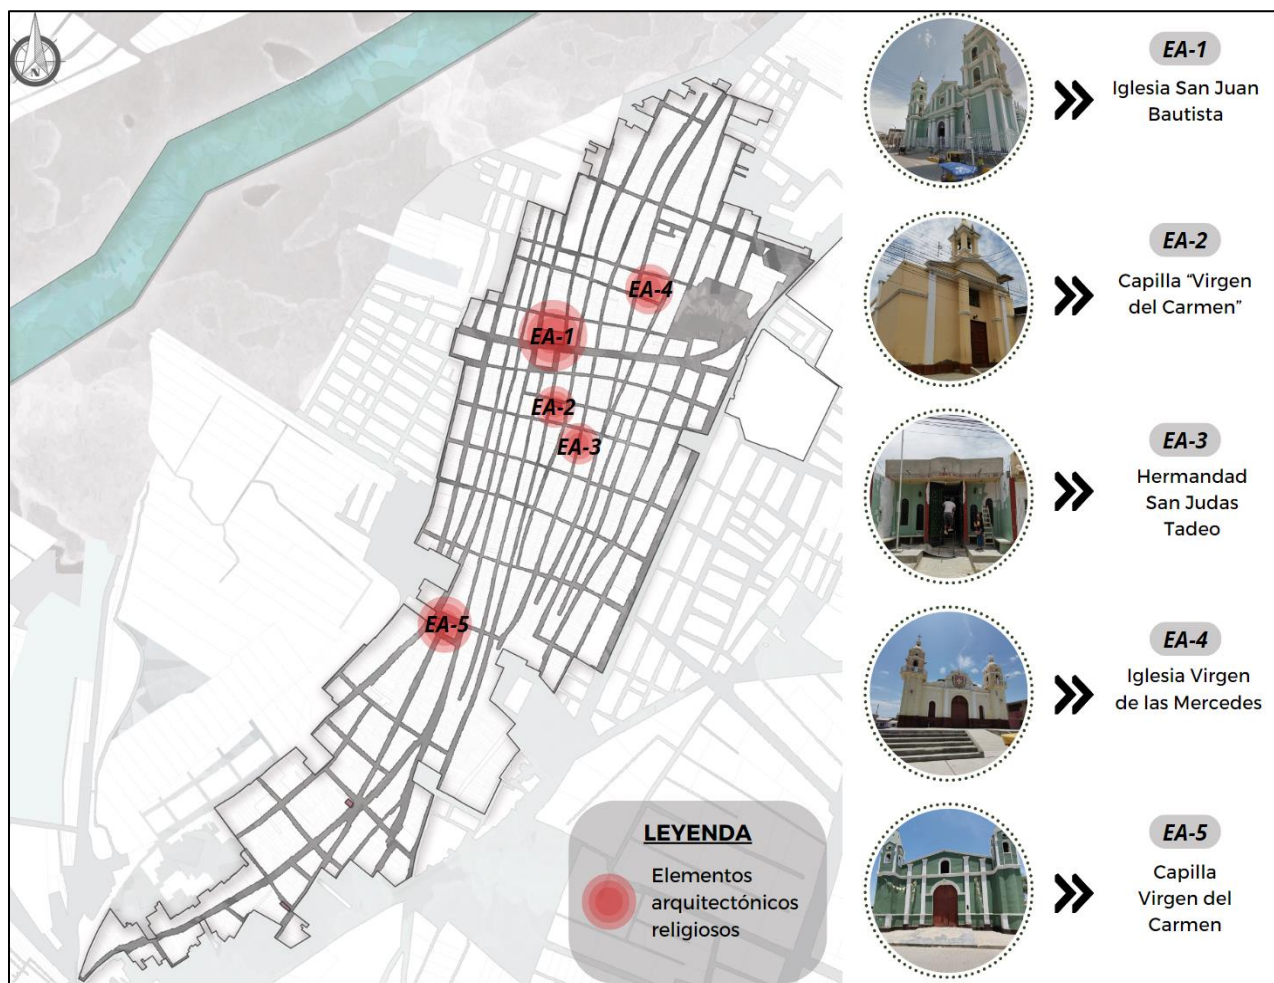 N
EA-4
EA-1
EA-2
EA-3
EA-5
LEYENDA
Elementos
arquitectónicos
religiosos
EA-1
Iglesia San Juan
Bautista
EA-2
Capilla “Virgen
del Carmen”
EA-3
Hermandad
San Judas
Tadeo
EA-4
Iglesia Virgen
de las Mercedes
EA-5
Capilla
Virgen del
Carmen